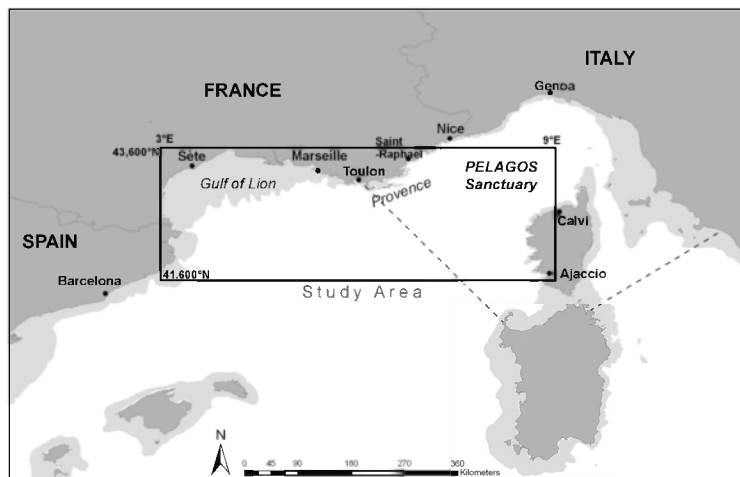 ITALY
FRANCE
Genoa
Nice
3°E
Saint
-Raphael
9°E
43,600°N
Sète
Marseille
Toulon
PELAGOS
Sanctuary
Gulf of Lion
Provence
SPAIN
Calvi
41.600°N
Ajaccio
Barcelona
Study Area
N
0 45 90 180 270 360
Kilometers